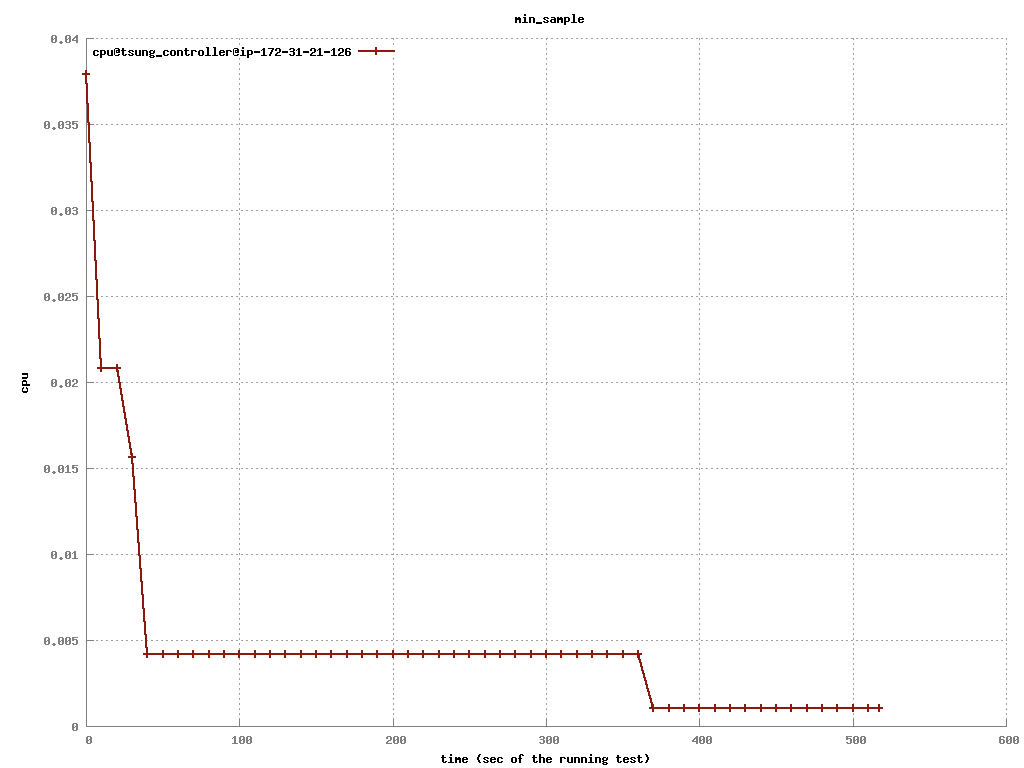 min_sample
cpu@tsung_controller@ip-172-31-21-126
0.04
0.035
0.03
0.025
0.02
0.015
0.01
0.005
0
cpu
0 100 200 300 400 500 600
time (sec of the running test)